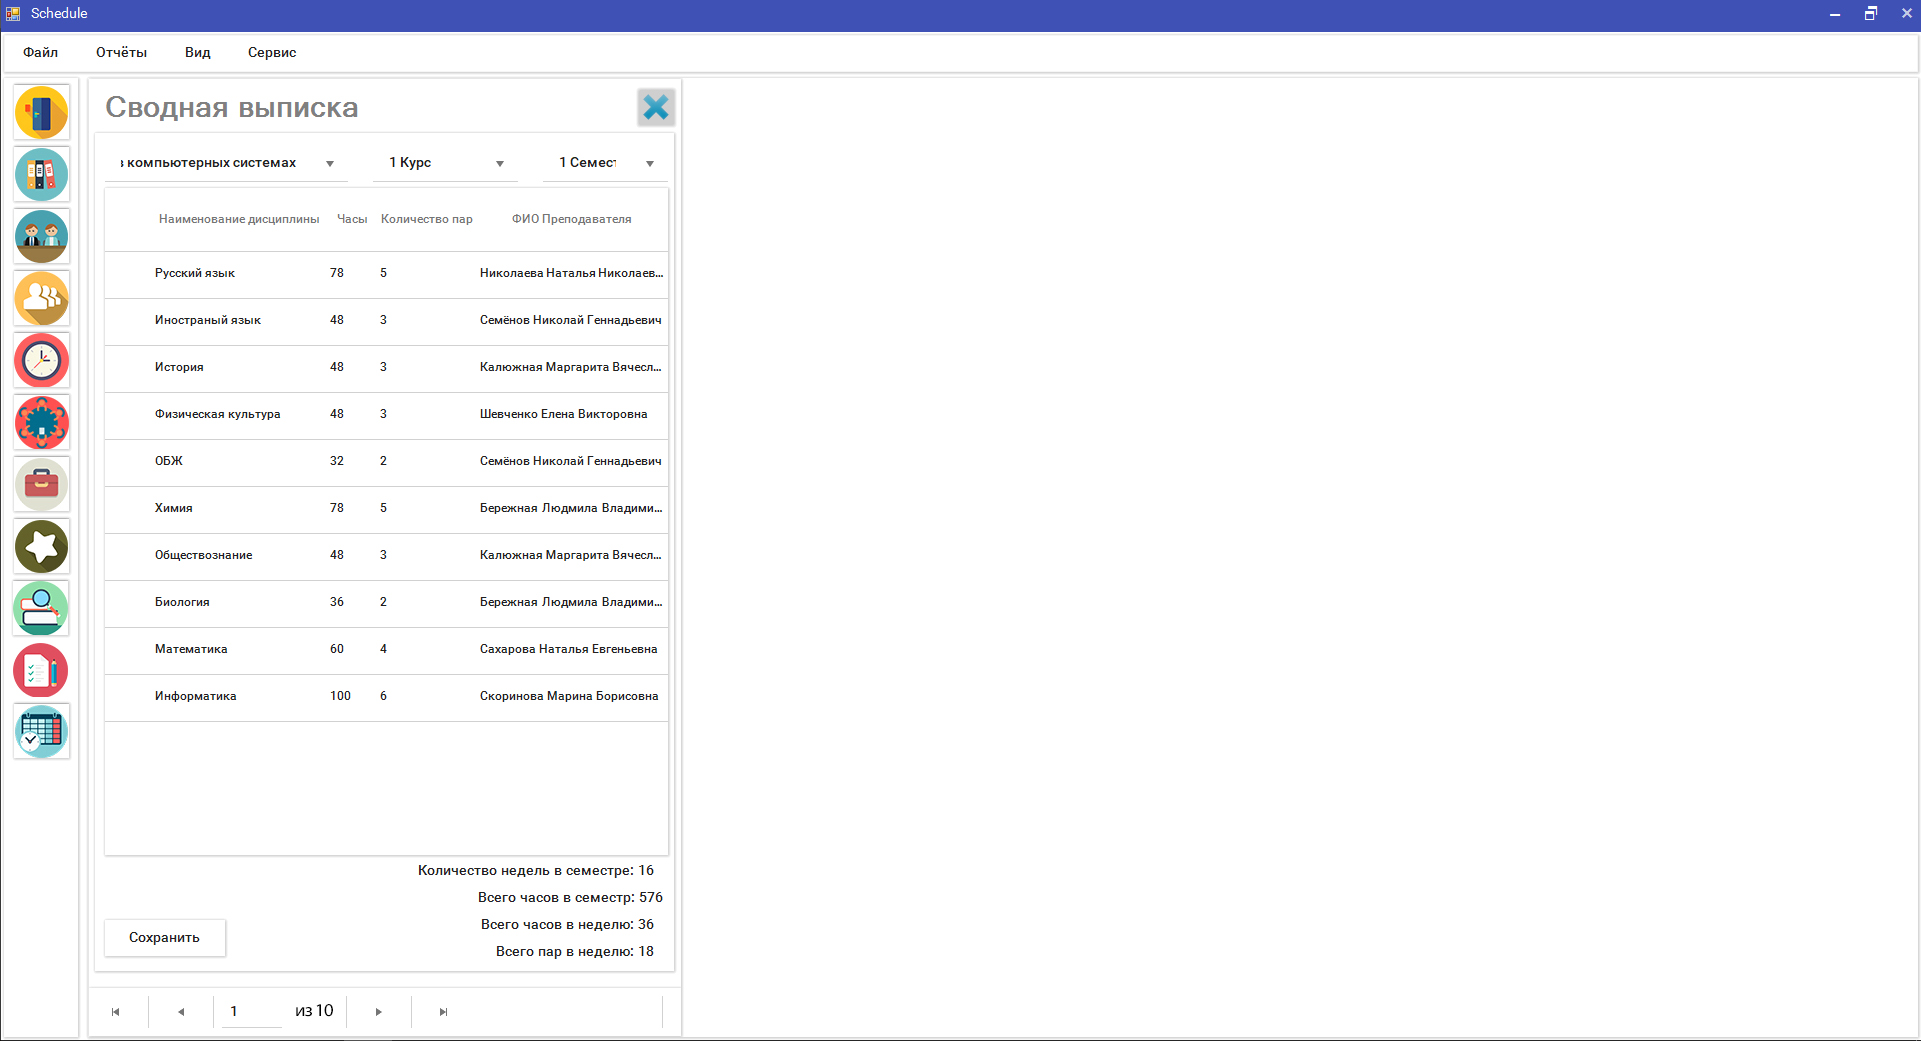 Schedule
Файл Отчёты Вид Сервис
Сводная выписка
в компьютерных системах 1 Курс 1 Семест
Наименование дисциплины Часы Количество пар ФИО Преподавателя
Русский язык 78 5 Николаева Наталья Николаев...
Иностраный язык 48 3 Семёнов Николай Геннадьевич
История 48 3 Калюжная Маргарита Вячесл...
Физическая культура 48 3 Шевченко Елена Викторовна
ОБЖ 32 2 Семёнов Николай Геннадьевич
Химия 78 5 Бережная Людмила Владими...
Обществознание 48 3 Калюжная Маргарита Вячесл...
Биология 36 2 Бережная Людмила Владими...
Математика 60 4 Сахарова Наталья Евгеньевна
Информатика 100 6 Скоринова Марина Борисовна
Количество недель в семестре: 16
Всего часов в семестр: 576
Всего часов в неделю: 36
Сохранить
Всего пар в неделю: 18
1 из 10